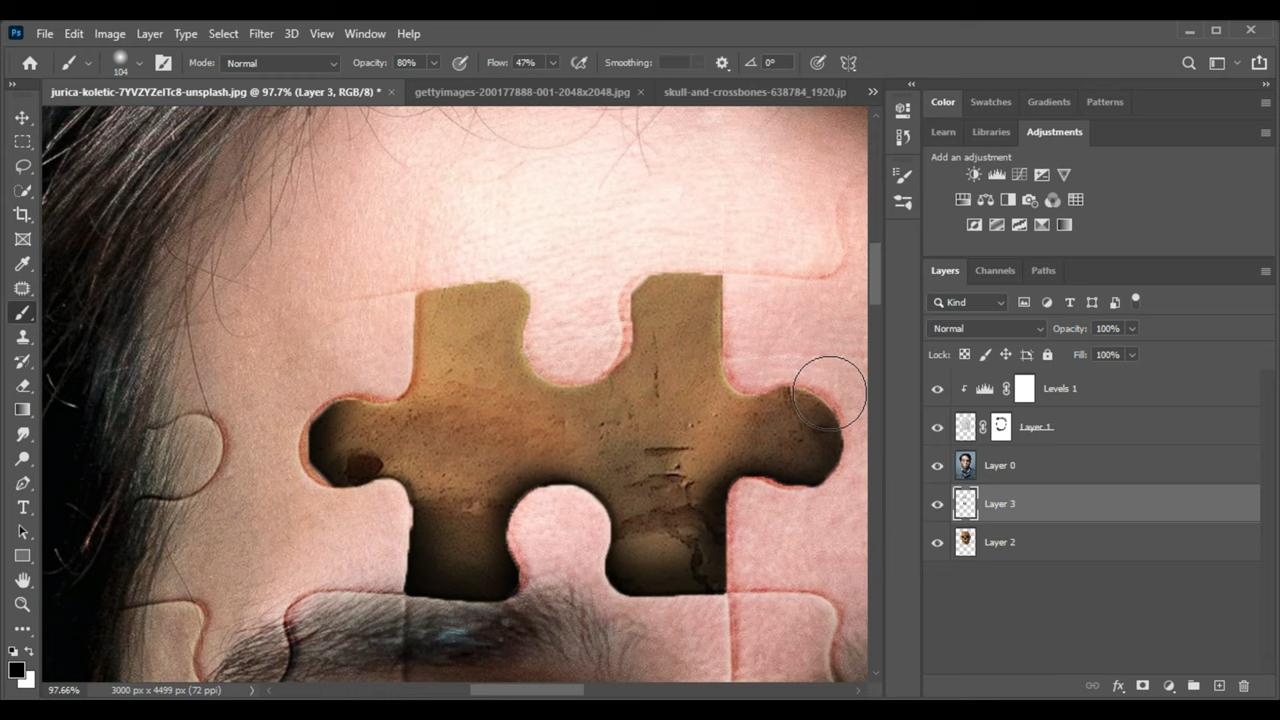 Ps File Edit Image Layer Type Select Filter 3D View Window Help
104 Mode: Normal Opacity: 80% Flow: 47% Smoothing: 0°
jurica-koletic-7YVZYZeITc8-unsplash.jpg @ 97.7% (Layer 3, RGB/8) * gettyimages-200177888-001-2048x2048.jpg skull-and-crossbones-638784_1920.jp
Color Swatches Gradients Patterns
Learn Libraries Adjustments
Add an adjustment
Layers Channels Paths
Kind
Normal Opacity: 100%
Lock: Fill: 100%
Levels 1
Layer 1
Layer 0
Layer 3
Layer 2
97.66% 3000 px x 4499 px (72 ppi)